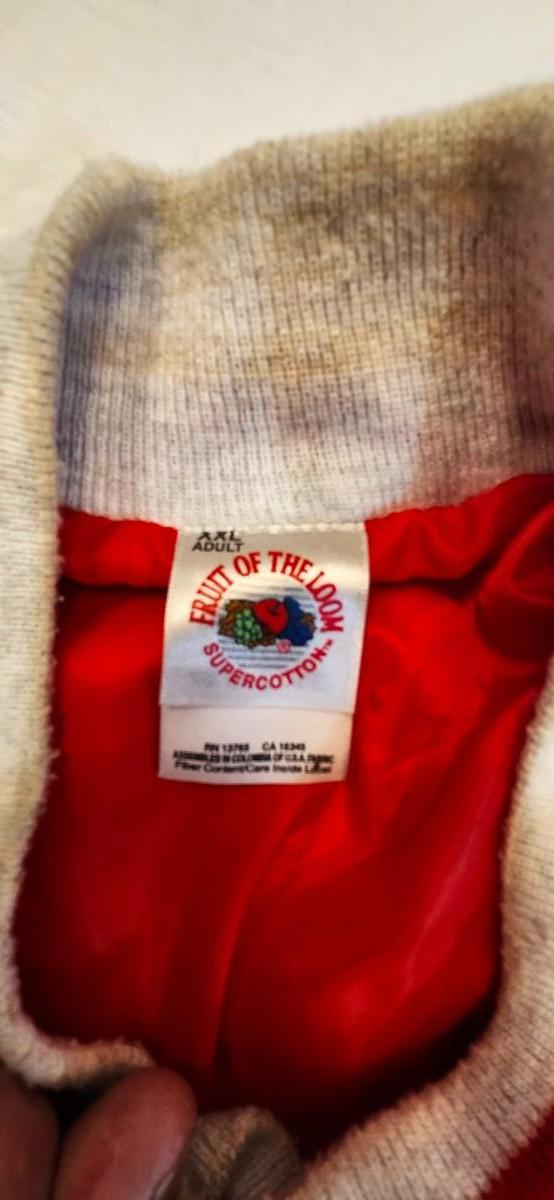 XXL
ADULT
FRUIT OF THE LOOM
®
SUPERCOTTON™
RN 13765 CA 16345
ASSEMBLED IN COLOMBIA OF U.S.A. FABRIC
Fiber Content/Care Inside Label